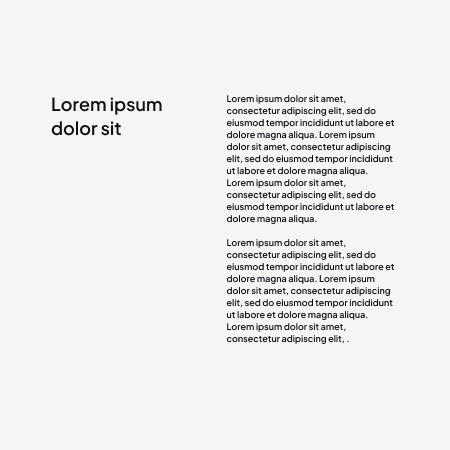 Lorem ipsum
dolor sit
Lorem ipsum dolor sit amet,
consectetur adipiscing elit, sed do
eiusmod tempor incididunt ut labore et
dolore magna aliqua. Lorem ipsum
dolor sit amet, consectetur adipiscing
elit, sed do eiusmod tempor incididunt
ut labore et dolore magna aliqua.
Lorem ipsum dolor sit amet,
consectetur adipiscing elit, sed do
eiusmod tempor incididunt ut labore et
dolore magna aliqua.
Lorem ipsum dolor sit amet,
consectetur adipiscing elit, sed do
eiusmod tempor incididunt ut labore et
dolore magna aliqua. Lorem ipsum
dolor sit amet, consectetur adipiscing
elit, sed do eiusmod tempor incididunt
ut labore et dolore magna aliqua.
Lorem ipsum dolor sit amet,
consectetur adipiscing elit, .